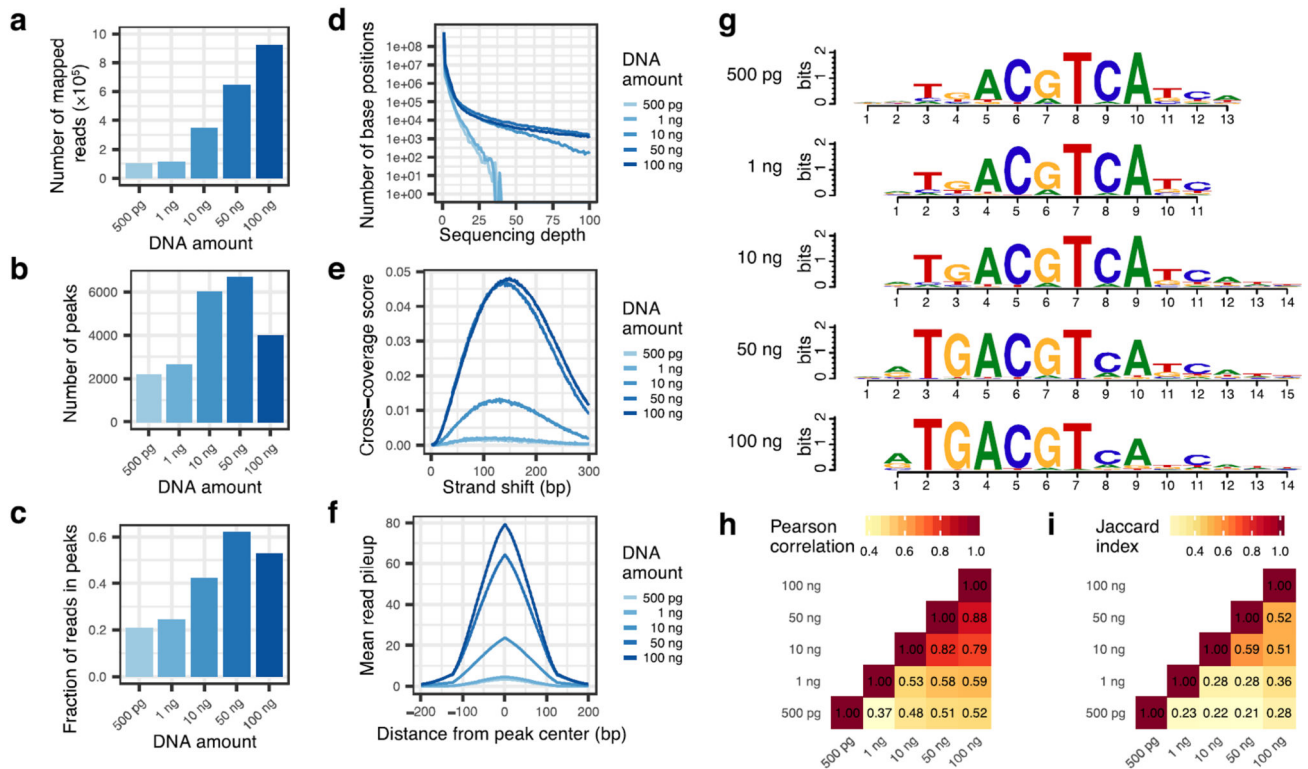 a
Number of mapped
reads (×10⁵)
10
8
6
4
2
0
500 pg
1 ng
10 ng
50 ng
100 ng
DNA amount
b
Number of peaks
6000
4000
2000
0
500 pg
1 ng
10 ng
50 ng
100 ng
DNA amount
c
Fraction of reads in peaks
0.6
0.4
0.2
0.0
500 pg
1 ng
10 ng
50 ng
100 ng
DNA amount
d
Number of base positions
1e+08
1e+07
1e+06
1e+05
1e+04
1e+03
1e+02
1e+01
1e+00
0 25 50 75 100
Sequencing depth
DNA
amount
500 pg
1 ng
10 ng
50 ng
100 ng
e
Cross−coverage score
0.05
0.04
0.03
0.02
0.01
0.00
0 100 200 300
Strand shift (bp)
DNA
amount
500 pg
1 ng
10 ng
50 ng
100 ng
f
Mean read pileup
80
60
40
20
0
−200 −100 0 100 200
Distance from peak center (bp)
DNA
amount
500 pg
1 ng
10 ng
50 ng
100 ng
g
500 pg
bits
2
1
0
TGACGTCATCA
1 2 3 4 5 6 7 8 9 10 11 12 13
1 ng
bits
2
1
0
TGACGTCATC
1 2 3 4 5 6 7 8 9 10 11
10 ng
bits
2
1
0
TGACGTCATCA
1 2 3 4 5 6 7 8 9 10 11 12 13 14
50 ng
bits
2
1
0
ATGACGTCATCA
1 2 3 4 5 6 7 8 9 10 11 12 13 14 15
100 ng
bits
2
1
0
ATGACGTCA C
1 2 3 4 5 6 7 8 9 10 11 12 13 14
h
Pearson
correlation
0.4 0.6 0.8 1.0
100 ng 1.00
50 ng 1.00 0.88
10 ng 1.00 0.82 0.79
1 ng 1.00 0.53 0.58 0.59
500 pg 1.00 0.37 0.48 0.51 0.52
500 pg
1 ng
10 ng
50 ng
100 ng
i
Jaccard
index
0.4 0.6 0.8 1.0
100 ng 1.00
50 ng 1.00 0.52
10 ng 1.00 0.59 0.51
1 ng 1.00 0.28 0.28 0.36
500 pg 1.00 0.23 0.22 0.21 0.28
500 pg
1 ng
10 ng
50 ng
100 ng